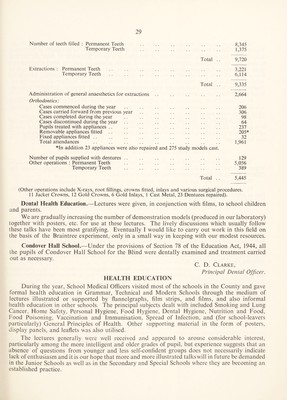 29
Number of teeth filled : Permanent Teeth .. .. .. .. .. 8,345
Temporary Teeth .. .. .. .. .. 1,375
Total .. 9,720
Extractions : Permanent Teeth .. .. .. .. .. 3,221
Temporary Teeth .. .. .. .. .. 6,114
Total .. 9,335
Administration of general anaesthetics for extractions .. .. .. 2,664
Orthodontics:
Cases commenced during the year .. .. .. .. 206
Cases carried forward from previous year .. .. .. .. 306
Cases completed during the year .. .. .. .. 98
Cases discontinued during the year .. .. .. .. 64
Pupils treated with appliances .. .. .. .. 237
Removable appliances fitted .. .. .. .. 205*
Fixed appliances fitted .. .. .. .. 32
Total attendances .. .. .. .. 1,961
*In addition 23 appliances were also repaired and 275 study models cast.
Number of pupils supplied with dentures .. .. .. .. 129
Other operations : Permanent Teeth .. .. .. .. 5,056
Temporary Teeth .. .. .. .. 389
Total .. 5,445
(Other operations include X-rays, root fillings, crowns fitted, inlays and various surgical procedures.
11 Jacket Crowns, 12 Gold Crowns, 4 Gold Inlays, 1 Cast Metal, 23 Dentures repaired).
Dental Health Education.—Lectures were given, in conjunction with films, to school children
and parents.
We are gradually increasing the number of demonstration models (produced in our laboratory)
together with posters, etc. for use at these lectures. The lively discussions which usually follow
these talks have been most gratifying. Eventually I would like to carry out work in this field on
the basis of the Braintree experiment, only in a small way in keeping with our modest resources.
Condover Hall School.—Under the provisions of Section 78 of the Education Act, 1944, all
the pupils of Condover Hall School for the Blind were dentally examined and treatment carried
out as necessary.
C. D. CLARKE,
Principal Dental Officer.
HEALTH EDUCATION
During the year, School Medical Officers visited most of the schools in the County and gave
formal health education in Grammar, Technical and Modern Schools through the medium of
lectures illustrated or supported by flannelgraphs, film strips, and films, and also informal
health education in other schools. The principal subjects dealt with included Smoking and Lung
Cancer, Home Safety, Personal Hygiene, Food Hygiene, Dental Hygiene, Nutrition and Food,
Food Poisoning, Vaccination and Immunisation, Spread of Infection, and (for school-leavers
particularly) General Principles of Health. Other supporting material in the form of posters,
display panels, and leaflets was also utilised.
The lectures generally were well received and appeared to arouse considerable interest,
particularly among the more intelligent and older grades of pupil, but experience suggests that an
absence of questions from younger and less self-confident groups does not necessarily indicate
lack of enthusiasm and it is our hope that more and more illustrated talks will in future be demanded
in the Junior Schools as well as in the Secondary and Special Schools where they are becoming an
established practice.